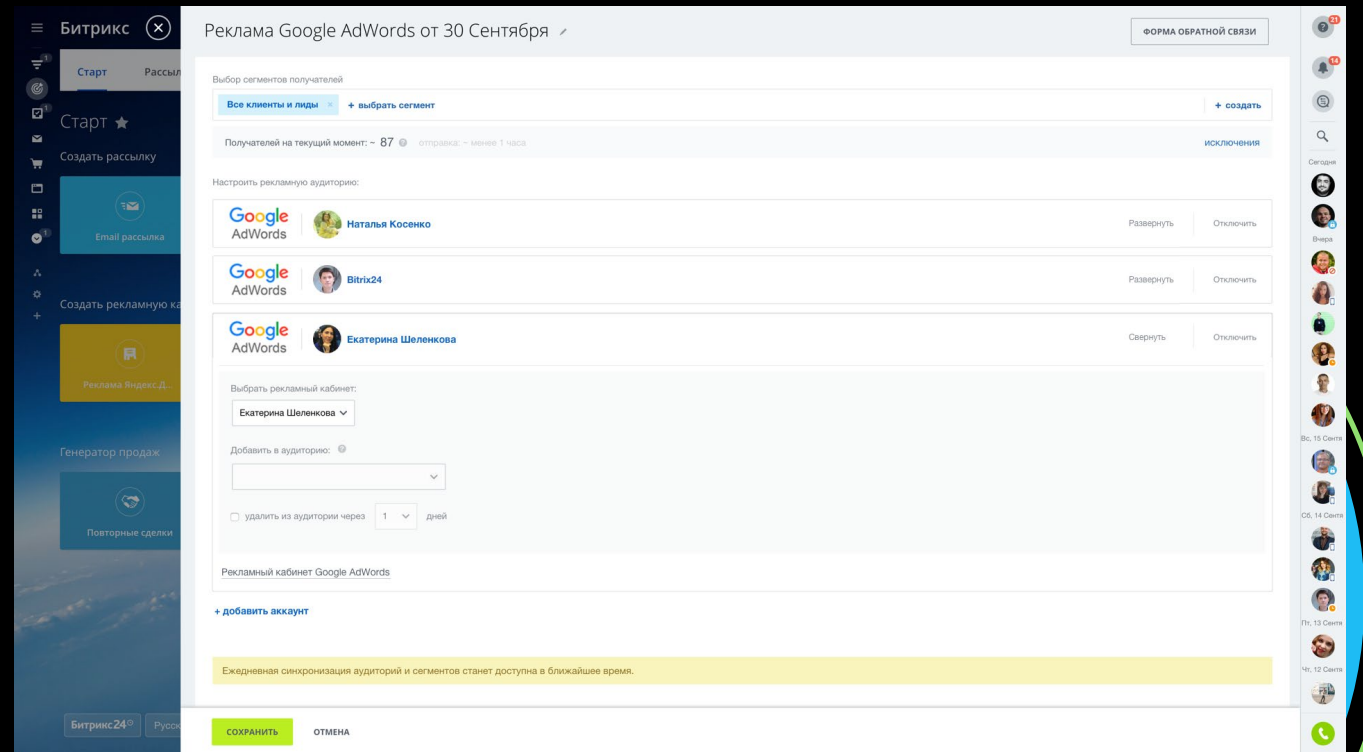 Битрикс
Реклама Google AdWords от 30 Сентября
ФОРМА ОБРАТНОЙ СВЯЗИ
21
14
1
1
1
Старт
Старт
Создать рассылку
Email рассылка
Создать рекламную
Реклама Яндекс.Д...
Генератор продаж
Повторные сделки
Битрикс24
Выбор сегментов получателей
Все клиенты и лиды × + выбрать сегмент + создать
Получателей на текущий момент: ~ 87 ? отправка: ~ менее 1 часа исключения
Настроить рекламную аудиторию:
Google AdWords Наталья Косенко Развернуть Отключить
Google AdWords Bitrix24 Развернуть Отключить
Google AdWords Екатерина Шеленкова Свернуть Отключить
Выбрать рекламный кабинет:
Екатерина Шеленкова
Добавить в аудиторию: ?
удалить из аудитории через 1 дней
Рекламный кабинет Google AdWords
+ добавить аккаунт
Ежедневная синхронизация аудиторий и сегментов станет доступна в ближайшее время.
СОХРАНИТЬ ОТМЕНА
Сегодня
Вчера
Вс, 15 Сентя
Сб, 14 Сентя
Пт, 13 Сентя
Чт, 12 Сентя